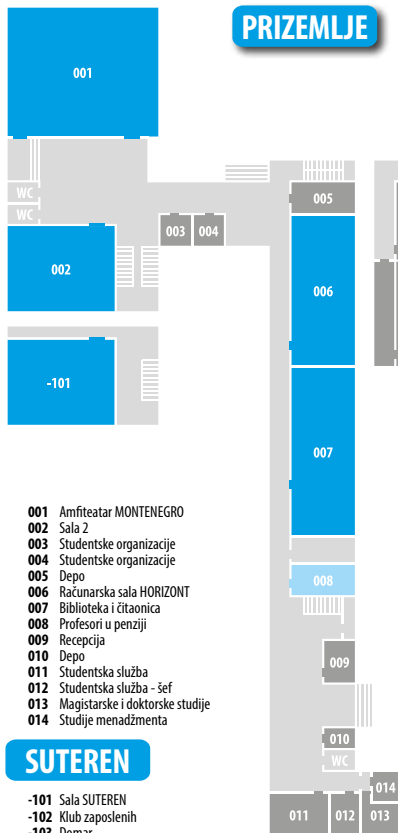 PRIZEMLJE
001
WC
WC
005
003
004
002
006
-101
007
001 Amfiteatar MONTENEGRO
002 Sala 2
003 Studentske organizacije
004 Studentske organizacije
005 Depo
006 Računarska sala HORIZONT
007 Biblioteka i čitaonica
008 Profesori u penziji
009 Recepcija
010 Depo
011 Studentska služba
012 Studentska služba - šef
013 Magistarske i doktorske studije
014 Studije menadžmenta
008
009
010
WC
014
011
012
013
SUTEREN
-101 Sala SUTEREN
-102 Klub zaposlenih
-103 Domar